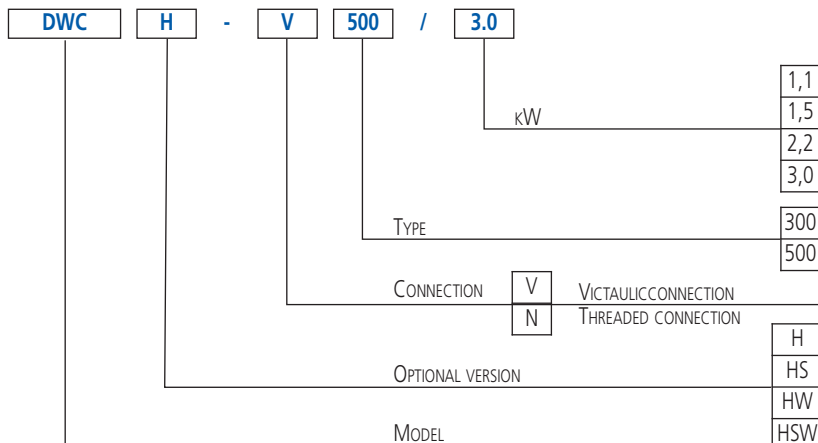 DWC H - V 500 / 3.0
1,1
kW 1,5
2,2
3,0
Type 300
500
Connection V Victaulicconnection
N Threaded connection
H
Optional version HS
HW
Model HSW